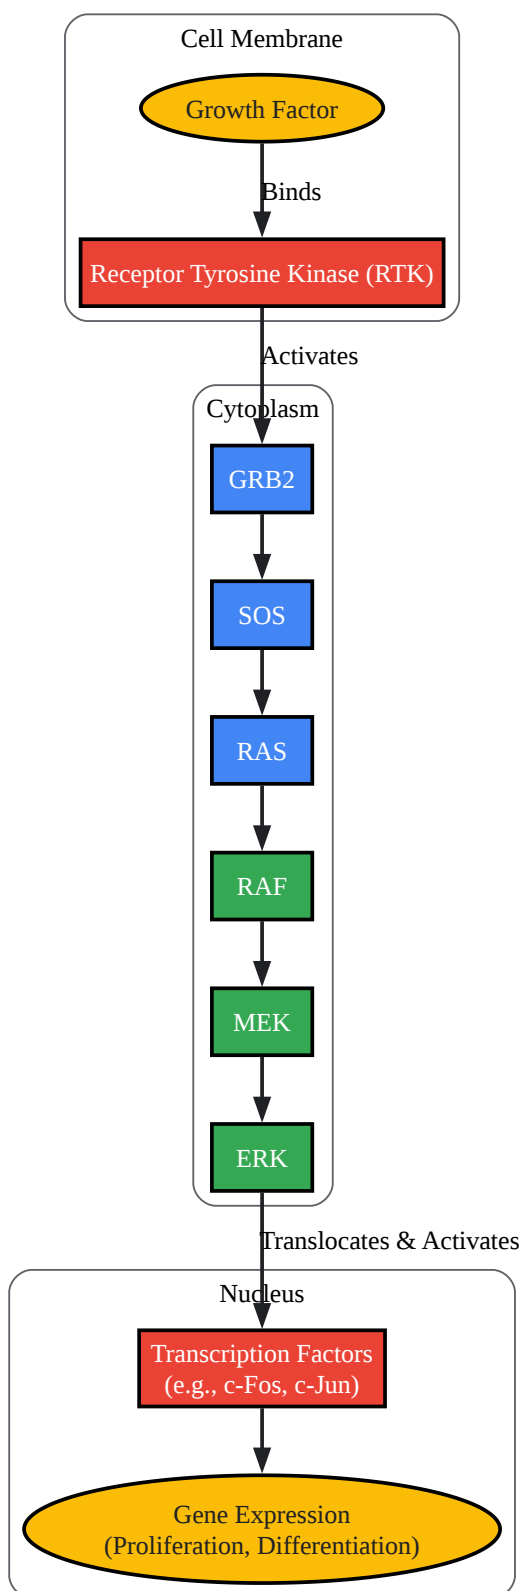 Cell Membrane
Growth Factor
Binds
Receptor Tyrosine Kinase (RTK)
Activates
Cytoplasm
GRB2
SOS
RAS
RAF
MEK
ERK
Translocates & Activates
Nucleus
Transcription Factors
(e.g., c-Fos, c-Jun)
Gene Expression
(Proliferation, Differentiation)